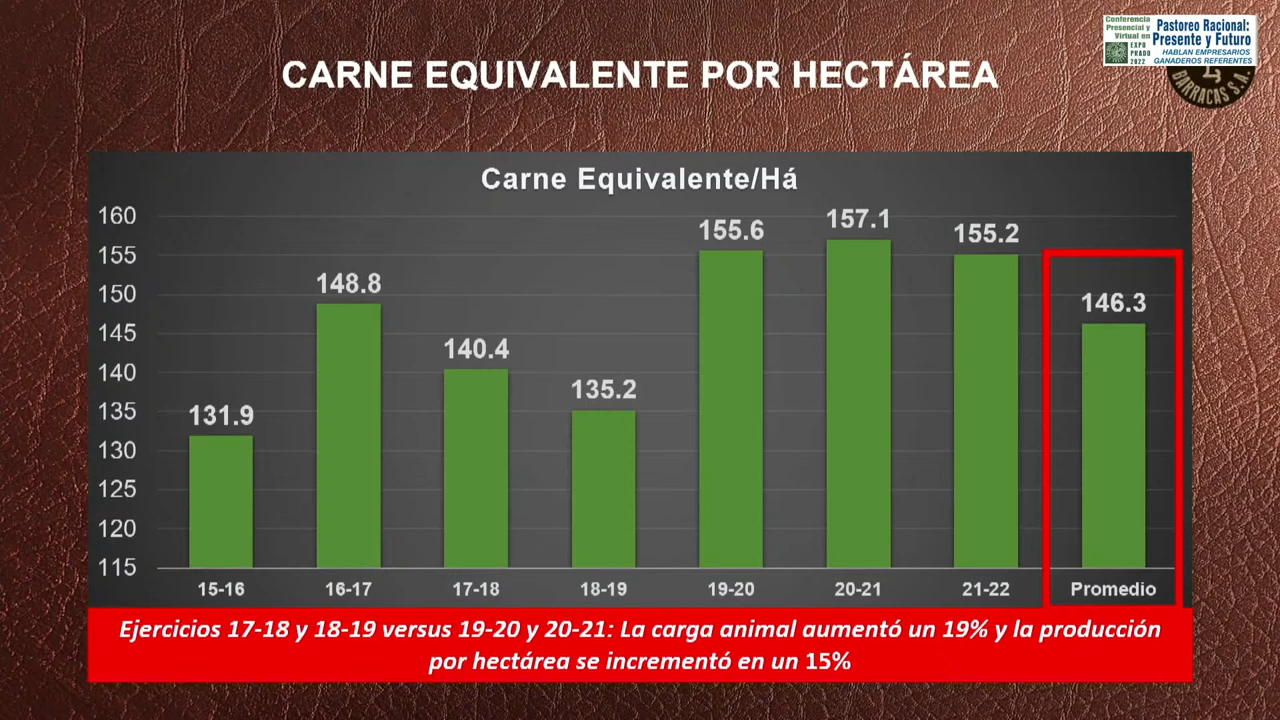 Conferencia
Presencial y
Virtual en
EXPO
PRADO
2022
Pastoreo Racional:
Presente y Futuro
HABLAN EMPRESARIOS
GANADEROS REFERENTES
BARRACAS S.A.
CARNE EQUIVALENTE POR HECTÁREA
Carne Equivalente/Há
160
155
150
145
140
135
130
125
120
115
131.9
148.8
140.4
135.2
155.6
157.1
155.2
146.3
15-16
16-17
17-18
18-19
19-20
20-21
21-22
Promedio
Ejercicios 17-18 y 18-19 versus 19-20 y 20-21: La carga animal aumentó un 19% y la producción
por hectárea se incrementó en un 15%